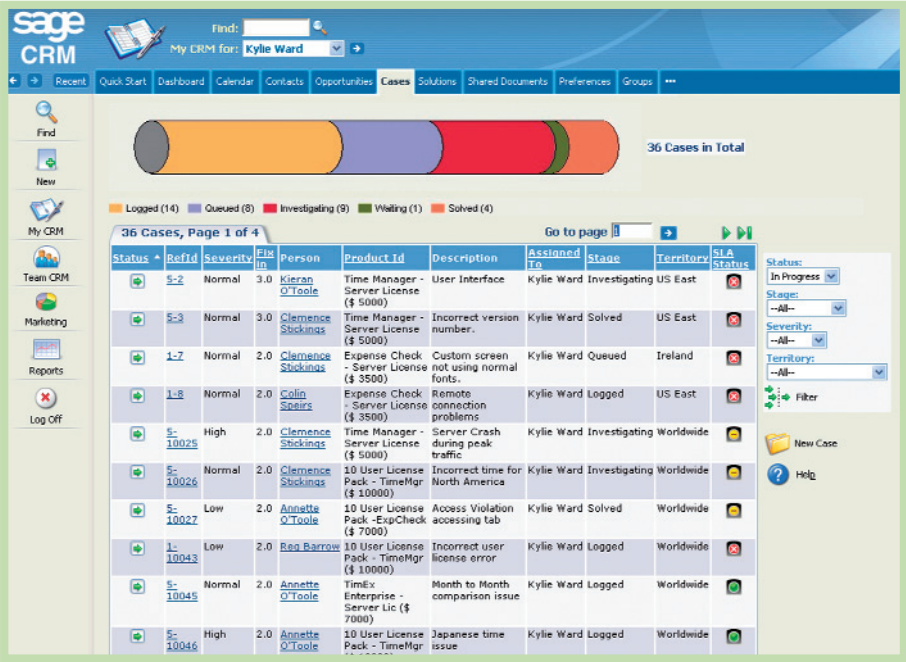 sage
CRM
Find:
My CRM for: Kylie Ward
Recent
Quick Start Dashboard Calendar Contacts Opportunities Cases Solutions Shared Documents Preferences Groups •••
Find
New
My CRM
Team CRM
Marketing
Reports
Log Off
36 Cases in Total
Logged (14) Queued (8) Investigating (9) Waiting (1) Solved (4)
36 Cases, Page 1 of 4
Go to page 1
Status RefId Severity Fix In Person Product Id Description Assigned To Stage Territory SLA Status
5-2 Normal 3.0 Kieran O'Toole Time Manager - Server License ($ 5000) User Interface Kylie Ward Investigating US East
5-3 Normal 3.0 Clemence Stickings Time Manager - Server License ($ 5000) Incorrect version number. Kylie Ward Solved US East
1-7 Normal 2.0 Clemence Stickings Expense Check - Server License ($ 3500) Custom screen not using normal fonts. Kylie Ward Queued Ireland
1-8 Normal 2.0 Colin Speirs Expense Check - Server License ($ 3500) Remote connection problems Kylie Ward Logged US East
5-10025 High 2.0 Clemence Stickings Time Manager - Server License ($ 5000) Server Crash during peak traffic Kylie Ward Investigating Worldwide
5-10026 Normal 2.0 Clemence Stickings 10 User License Pack - TimeMgr ($ 10000) Incorrect time for North America Kylie Ward Investigating Worldwide
5-10027 Low 2.0 Annette O'Toole 10 User License Pack -ExpCheck ($ 7000) Access Violation accessing tab Kylie Ward Solved Worldwide
1-10043 Low 2.0 Reg Barrow 10 User License Pack - TimeMgr ($ 10000) Incorrect user license error Kylie Ward Logged Worldwide
5-10045 Normal 2.0 Annette O'Toole TimEx Enterprise - Server Lic ($ 7000) Month to Month comparison issue Kylie Ward Logged Worldwide
5-10046 High 2.0 Annette O'Toole 10 User License Pack - TimeMgr Japanese time issue Kylie Ward Logged Worldwide
Status:
In Progress
Stage:
--All--
Severity:
--All--
Territory:
--All--
Filter
New Case
Help